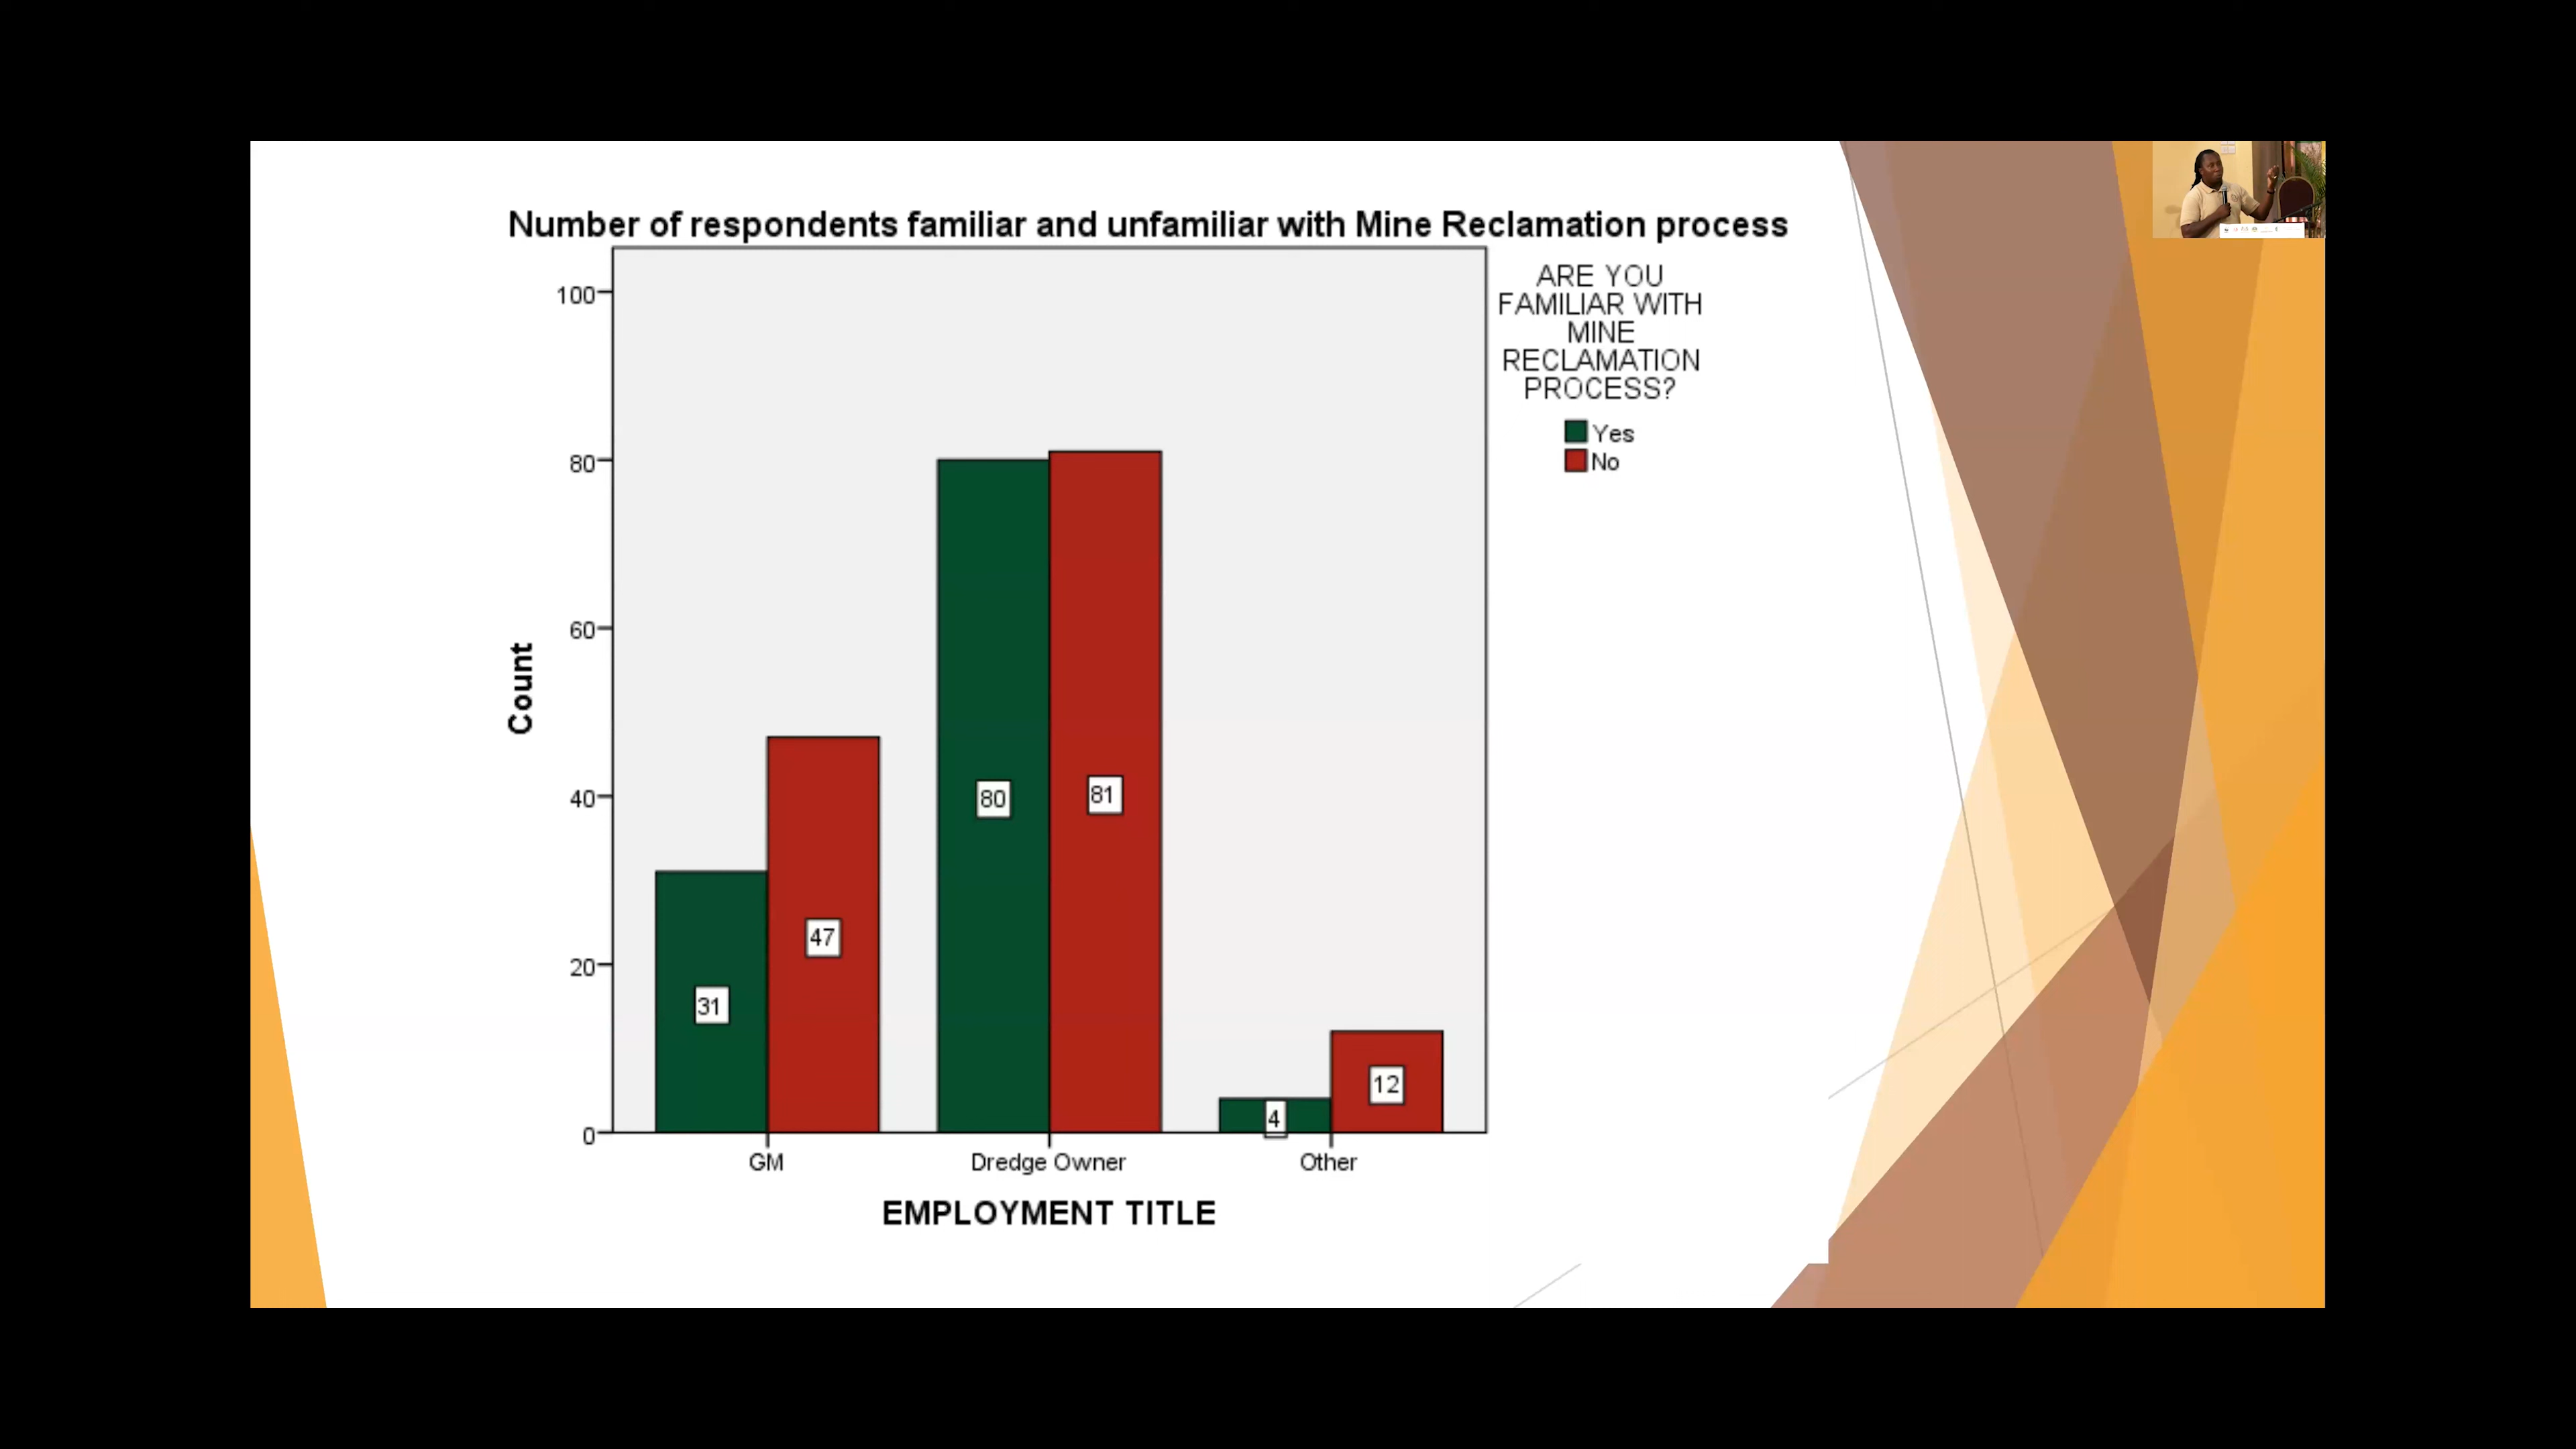 Number of respondents familiar and unfamiliar with Mine Reclamation process
ARE YOU
FAMILIAR WITH
MINE
RECLAMATION
PROCESS?
Yes
No
Count
100
80
60
40
20
0
31
47
80
81
4
12
GM
Dredge Owner
Other
EMPLOYMENT TITLE